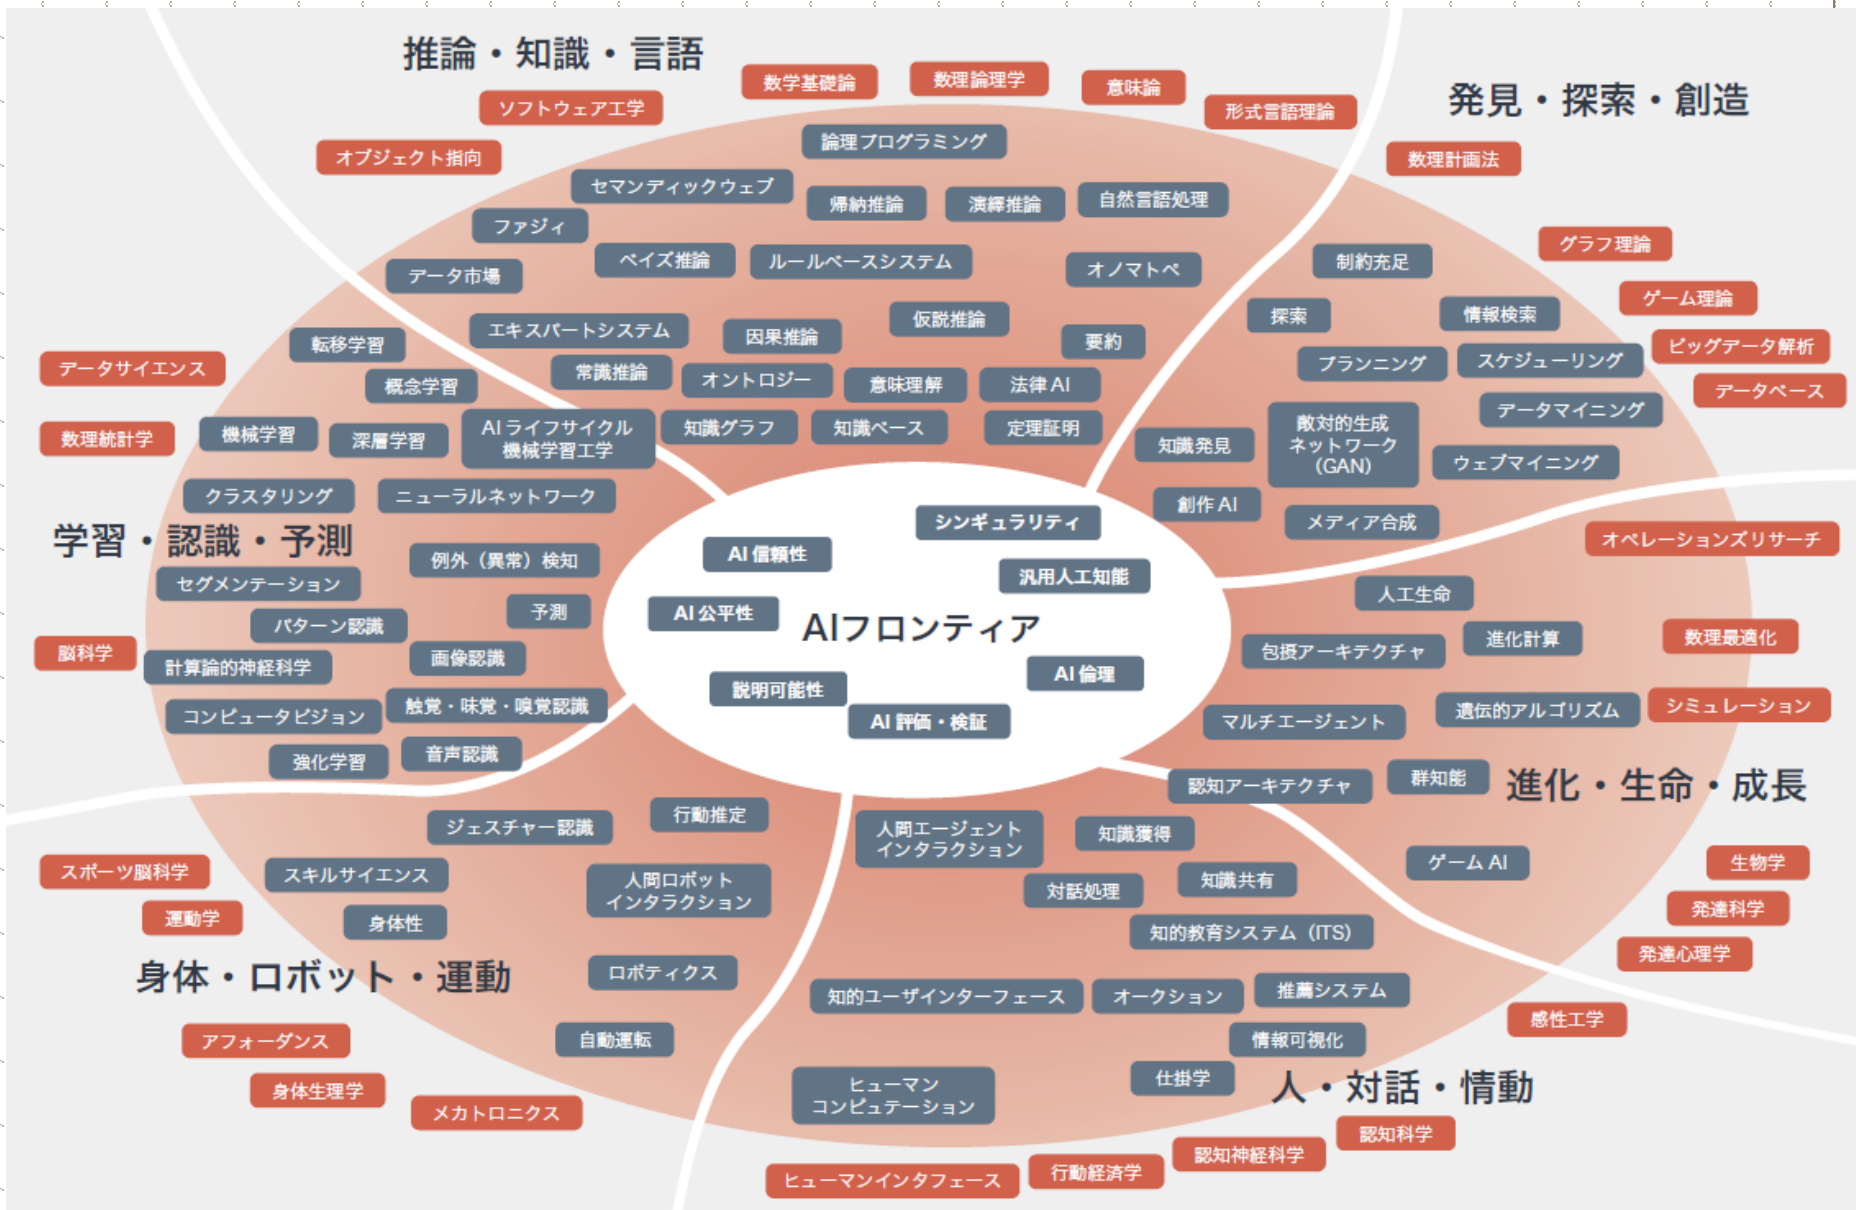 推論・知識・言語
数学基礎論
数理論理学
意味論
形式言語理論
ソフトウェア工学
オブジェクト指向
論理プログラミング
セマンディックウェブ
帰納推論
演繹推論
自然言語処理
ファジィ
ベイズ推論
ルールベースシステム
オノマトペ
データ市場
エキスパートシステム
因果推論
仮説推論
要約
常識推論
オントロジー
意味理解
法律 AI
知識グラフ
知識ベース
定理証明
発見・探索・創造
数理計画法
グラフ理論
ゲーム理論
ビッグデータ解析
データベース
制約充足
探索
情報検索
プランニング
スケジューリング
データマイニング
知識発見
敵対的生成
ネットワーク
（GAN）
ウェブマイニング
創作 AI
メディア合成
学習・認識・予測
データサイエンス
数理統計学
脳科学
転移学習
概念学習
機械学習
深層学習
AI ライフサイクル
機械学習工学
クラスタリング
ニューラルネットワーク
例外（異常）検知
セグメンテーション
予測
パターン認識
画像認識
計算論的神経科学
触覚・味覚・嗅覚認識
コンピュータビジョン
音声認識
強化学習
AIフロンティア
シンギュラリティ
AI 信頼性
汎用人工知能
AI 公平性
AI 倫理
説明可能性
AI 評価・検証
進化・生命・成長
オペレーションズリサーチ
数理最適化
シミュレーション
生物学
発達科学
発達心理学
人工生命
進化計算
包摂アーキテクチャ
遺伝的アルゴリズム
マルチエージェント
認知アーキテクチャ
群知能
ゲーム AI
身体・ロボット・運動
スポーツ脳科学
運動学
アフォーダンス
身体生理学
メカトロニクス
ジェスチャー認識
行動推定
スキルサイエンス
人間ロボット
インタラクション
身体性
ロボティクス
自動運転
人・対話・情動
人間エージェント
インタラクション
知識獲得
対話処理
知識共有
知的教育システム（ITS）
知的ユーザインターフェース
オークション
推薦システム
情報可視化
仕掛学
ヒューマン
コンピュテーション
感性工学
認知科学
認知神経科学
行動経済学
ヒューマンインタフェース